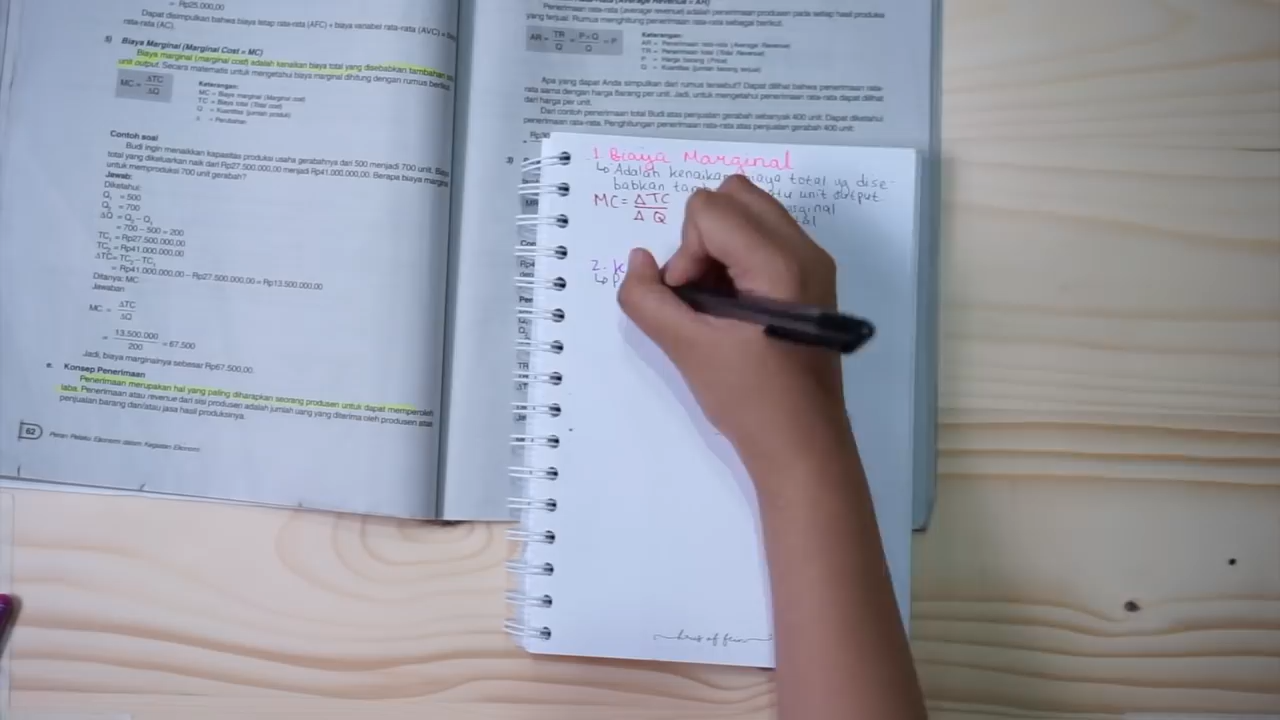 = Rp25.000,00
Dapat disimpulkan bahwa biaya tetap rata-rata (AFC) + biaya variabel rata-rata (AVC) =
rata-rata (AC).
5) Biaya Marginal (Marginal Cost = MC)
Biaya marginal (marginal cost) adalah kenaikan biaya total yang disebabkan tambahan
unit output. Secara matematis untuk mengetahui biaya marginal dihitung dengan rumus
MC = ΔTC
ΔQ
Keterangan:
MC = Biaya marginal (Marginal cost)
TC = Biaya total (Total cost)
Q = Kuantitas (jumlah produk)
Δ = Perubahan
Contoh soal
Budi ingin menaikkan kapasitas produksi usaha gerabahnya dari 500 menjadi 700 unit.
total yang dikeluarkan naik dari Rp27.500.000,00 menjadi Rp41.000.000,00. Berapa biaya
untuk memproduksi 700 unit gerabah?
Jawab:
Diketahui:
Q₁ = 500
Q₂ = 700
ΔQ = Q₂ – Q₁
= 700 – 500 = 200
TC₁ = Rp27.500.000,00
TC₂ = Rp41.000.000,00
ΔTC = TC₂ – TC₁
= Rp41.000.000,00 – Rp27.500.000,00 = Rp13.500.000,00
Ditanya: MC
Jawaban
MC = ΔTC
ΔQ
= 13.500.000
200
= 67.500
Jadi, biaya marginalnya sebesar Rp67.500,00.
e. Konsep Penerimaan
Penerimaan merupakan hal yang paling diharapkan seorang produsen untuk dapat memperoleh
laba. Penerimaan atau revenue dari sisi produsen adalah jumlah uang yang diterima oleh produsen atas
penjualan barang dan/atau jasa hasil produksinya.
62 Peran Pelaku Ekonomi dalam Kegiatan Ekonomi
(Average Revenue = AR)
Penerimaan rata-rata (average revenue) adalah penerimaan produsen pada setiap hasil produksi
yang terjual. Rumus menghitung penerimaan rata-rata sebagai berikut.
AR = TR = P×Q = P
Q Q
Keterangan:
AR = Penerimaan rata-rata (Average Revenue)
TR = Penerimaan total (Total Revenue)
P = Harga barang (Price)
Q = Kuantitas (jumlah barang terjual)
Apa yang dapat Anda simpulkan dari rumus tersebut? Dapat dilihat bahwa penerimaan rata-
rata sama dengan harga barang per unit. Jadi, untuk mengetahui penerimaan rata-rata dapat dilihat
dari harga per unit.
Dari contoh penerimaan total Budi atas penjualan gerabah sebanyak 400 unit. Dapat diketahui
penerimaan rata-rata. Penghitungan penerimaan rata-rata atas penjualan gerabah 400 unit:
3)
1. Biaya Marginal
↳ Adalah kenaikan biaya total yg dise-
babkan unit output
MC = ΔTC
Δ Q
2.
↳